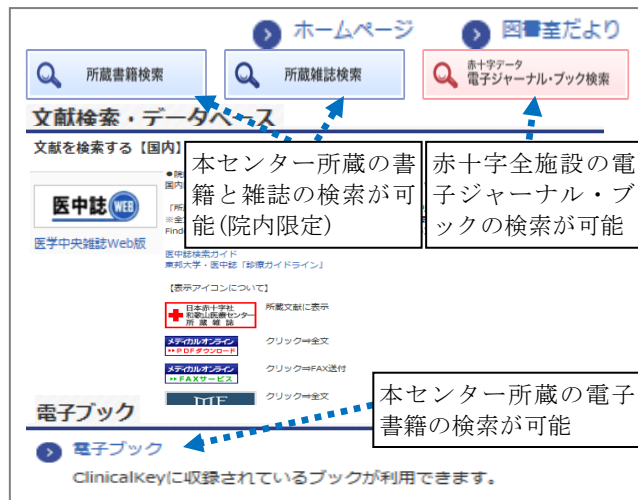 ホームページ
図書室だより
所蔵書籍検索
所蔵雑誌検索
赤十字データ
電子ジャーナル・ブック検索
文献検索・データベース
文献を検索する【国内】
本センター所蔵の書
籍と雑誌の検索が可
能(院内限定)
赤十字全施設の電
子ジャーナル・ブ
ックの検索が可能
●院
国内
「所
※全
Find
医中誌WEB
医学中央雑誌Web版
医中誌検索ガイド
東邦大学・医中誌「診療ガイドライン」
【表示アイコンについて】
日本赤十字社
和歌山医療センター
所蔵雑誌
所蔵文献に表示
メディカルオンライン
PDFダウンロード
クリック⇒全文
メディカルオンライン
FAXサービス
クリック⇒FAX送付
クリック⇒全文
本センター所蔵の電子
書籍の検索が可能
電子ブック
電子ブック
ClinicalKeyに収録されているブックが利用できます。